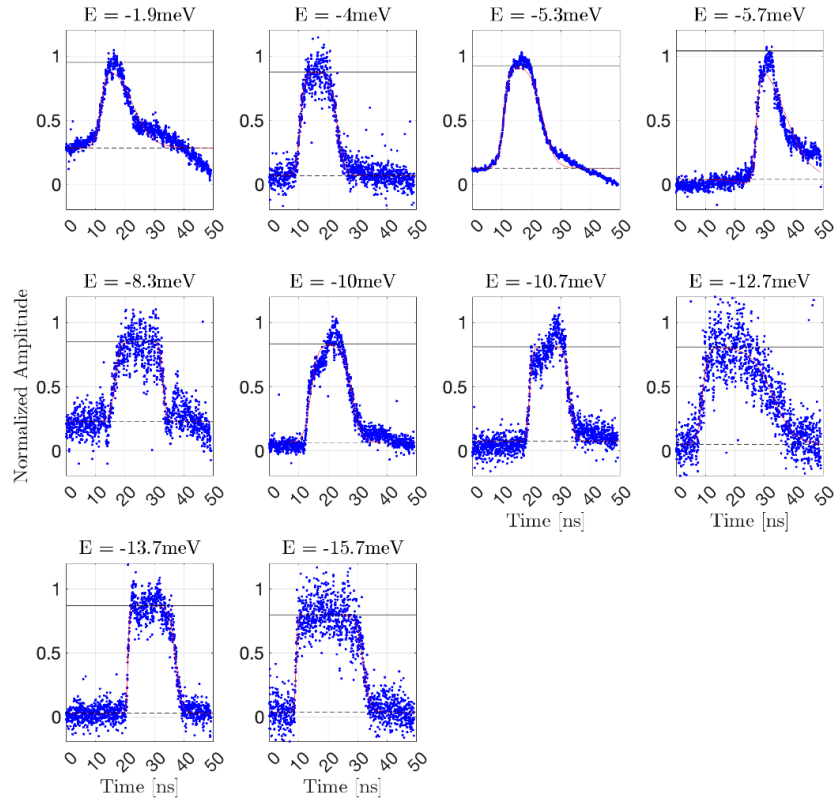 E = -1.9meV
E = -4meV
E = -5.3meV
E = -5.7meV
1
0.5
0
0 10 20 30 40 50
1
0.5
0
0 10 20 30 40 50
1
0.5
0
0 10 20 30 40 50
1
0.5
0
0 10 20 30 40 50
Normalized Amplitude
E = -8.3meV
E = -10meV
E = -10.7meV
E = -12.7meV
1
0.5
0
0 10 20 30 40 50
1
0.5
0
0 10 20 30 40 50
1
0.5
0
0 10 20 30 40 50
Time [ns]
1
0.5
0
0 10 20 30 40 50
Time [ns]
E = -13.7meV
E = -15.7meV
1
0.5
0
0 10 20 30 40 50
Time [ns]
1
0.5
0
0 10 20 30 40 50
Time [ns]